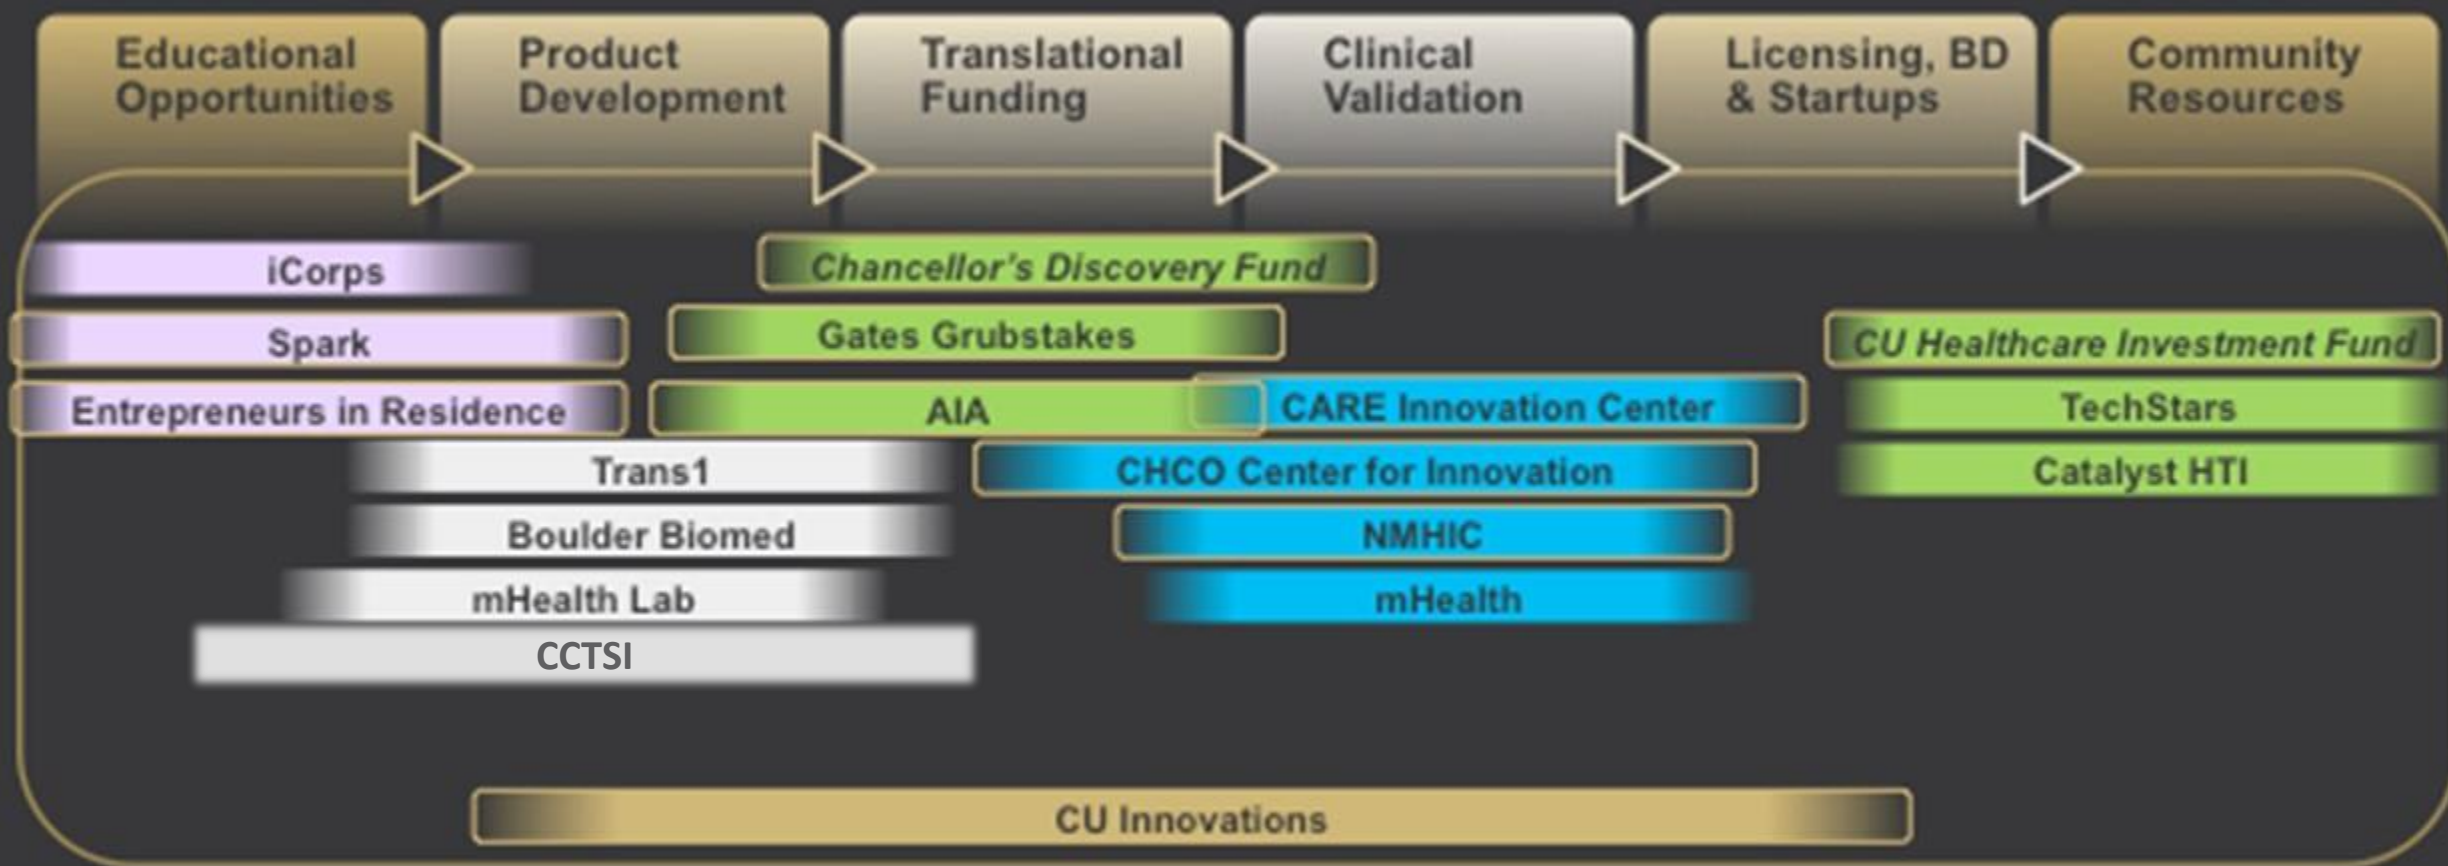 Educational
Opportunities
Product
Development
Translational
Funding
Clinical
Validation
Licensing, BD
& Startups
Community
Resources
iCorps
Chancellor's Discovery Fund
Spark
Gates Grubstakes
CU Healthcare Investment Fund
Entrepreneurs in Residence
AIA
CARE Innovation Center
TechStars
Trans1
CHCO Center for Innovation
Catalyst HTI
Boulder Biomed
NMHIC
mHealth Lab
mHealth
CCTSI
CU Innovations